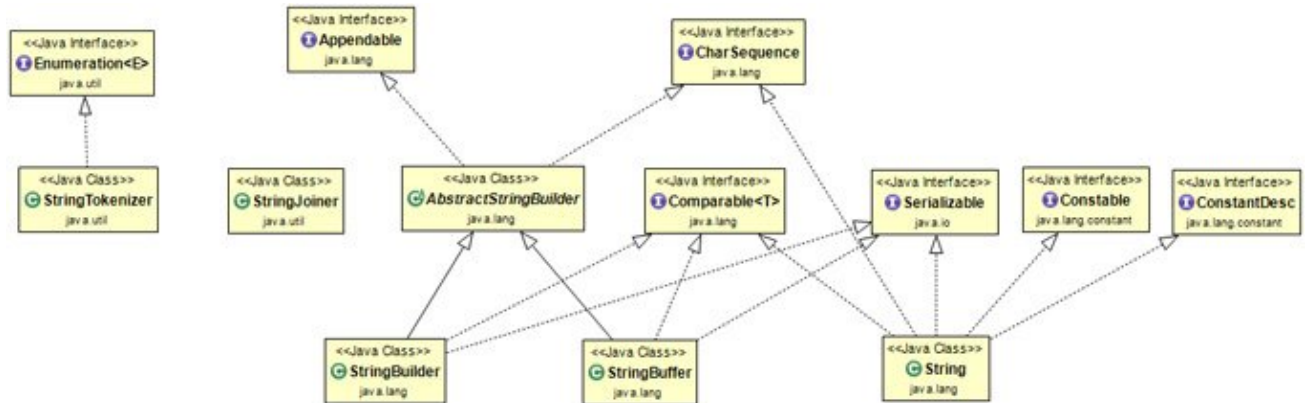 <<Java Interface>>
Enumeration<E>
java.util
<<Java Interface>>
Appendable
java.lang
<<Java Interface>>
CharSequence
java.lang
<<Java Class>>
StringTokenizer
java.util
<<Java Class>>
StringJoiner
java.util
<<Java Class>>
AbstractStringBuilder
java.lang
<<Java Interface>>
Comparable<T>
java.lang
<<Java Interface>>
Serializable
java.io
<<Java Interface>>
Constable
java.lang.constant
<<Java Interface>>
ConstantDesc
java.lang.constant
<<Java Class>>
StringBuilder
java.lang
<<Java Class>>
StringBuffer
java.lang
<<Java Class>>
String
java.lang